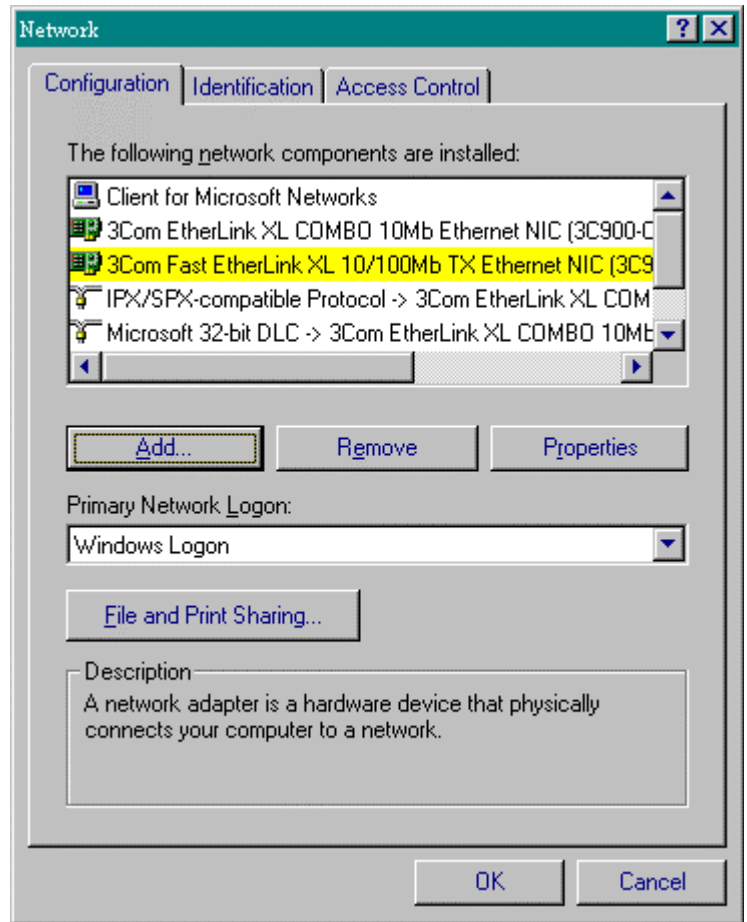 Network
Configuration Identification Access Control
The following network components are installed:
Client for Microsoft Networks
3Com EtherLink XL COMBO 10Mb Ethernet NIC (3C900-C
3Com Fast EtherLink XL 10/100Mb TX Ethernet NIC (3C9
IPX/SPX-compatible Protocol -> 3Com EtherLink XL COM
Microsoft 32-bit DLC -> 3Com EtherLink XL COMBO 10Mb
Add... Remove Properties
Primary Network Logon:
Windows Logon
File and Print Sharing...
Description
A network adapter is a hardware device that physically
connects your computer to a network.
OK Cancel